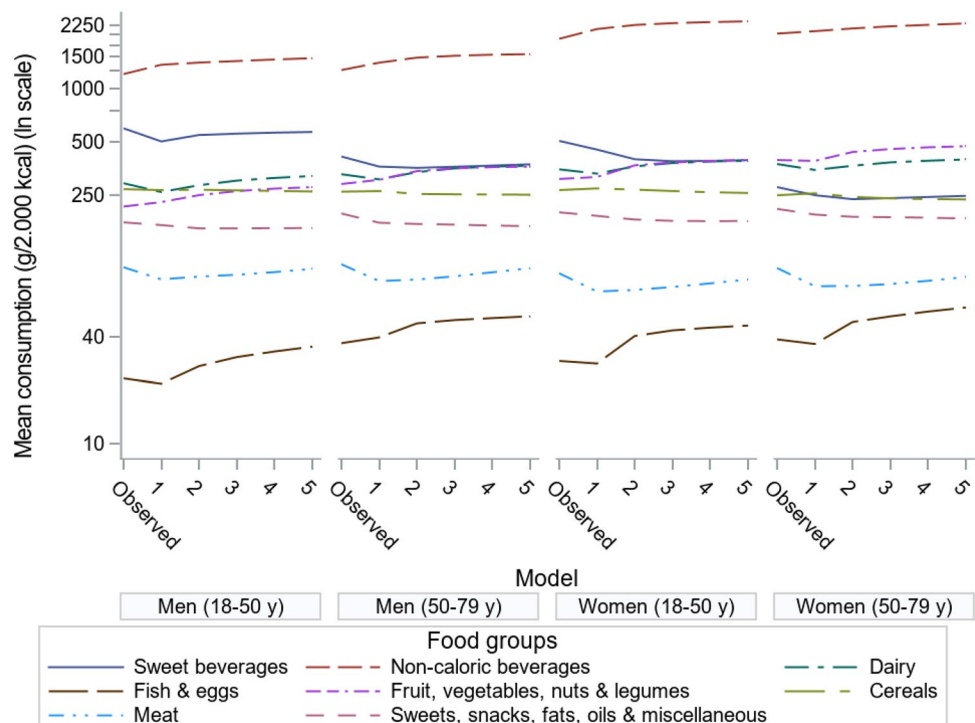 Mean consumption (g/2.000 kcal) (ln scale)
2250
1500
1000
500
250
40
10
Observed 1 2 3 4 5
Observed 1 2 3 4 5
Observed 1 2 3 4 5
Observed 1 2 3 4 5
Model
Men (18-50 y) Men (50-79 y) Women (18-50 y) Women (50-79 y)
Food groups
Sweet beverages Non-caloric beverages Dairy
Fish & eggs Fruit, vegetables, nuts & legumes Cereals
Meat Sweets, snacks, fats, oils & miscellaneous